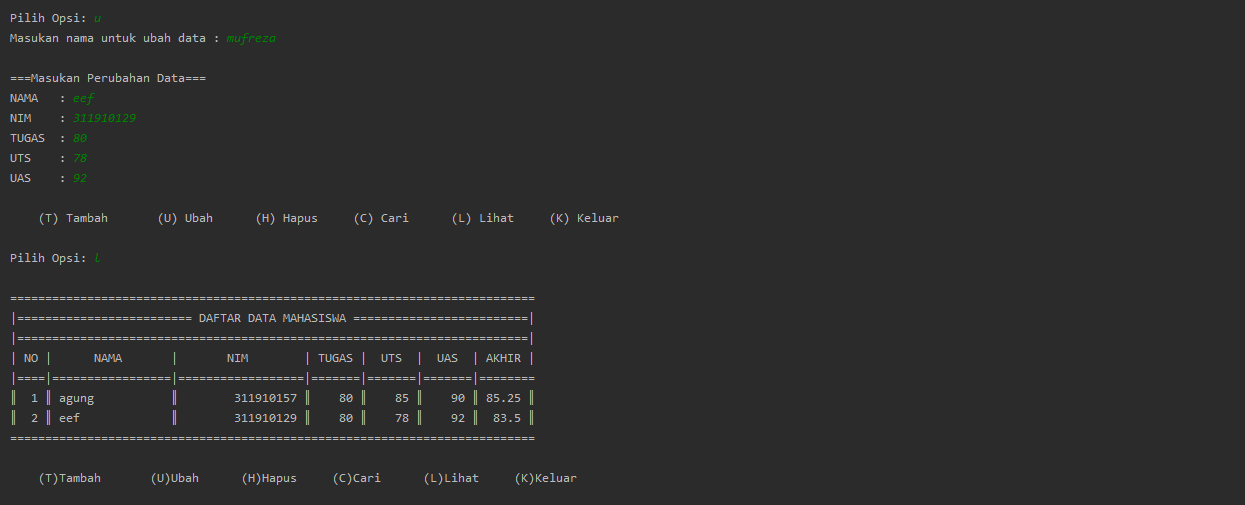 Pilih Opsi: u
Masukan nama untuk ubah data : mufreza
===Masukan Perubahan Data===
NAMA   : eef
NIM    : 311910129
TUGAS  : 80
UTS    : 78
UAS    : 92
    (T) Tambah       (U) Ubah      (H) Hapus     (C) Cari      (L) Lihat     (K) Keluar
Pilih Opsi: l
===========================================================================
|========================= DAFTAR DATA MAHASISWA =========================|
|=========================================================================|
| NO |      NAMA       |       NIM        | TUGAS |  UTS  |  UAS  | AKHIR |
|====|=================|==================|=======|=======|=======|========
║  1 ║ agung           ║        311910157 ║    80 ║    85 ║    90 ║ 85.25 ║
║  2 ║ eef             ║        311910129 ║    80 ║    78 ║    92 ║  83.5 ║
===========================================================================
    (T)Tambah       (U)Ubah      (H)Hapus     (C)Cari      (L)Lihat     (K)Keluar